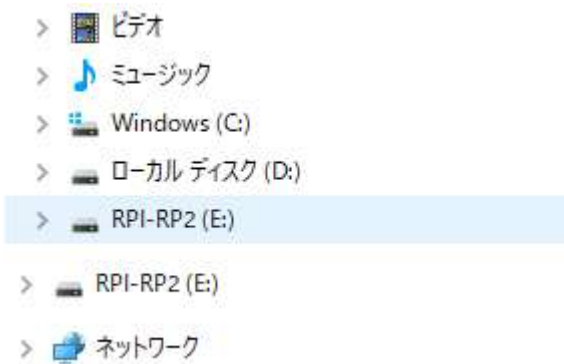 ビデオ
ミュージック
Windows (C:)
ローカル ディスク (D:)
RPI-RP2 (E:)
RPI-RP2 (E:)
ネットワーク